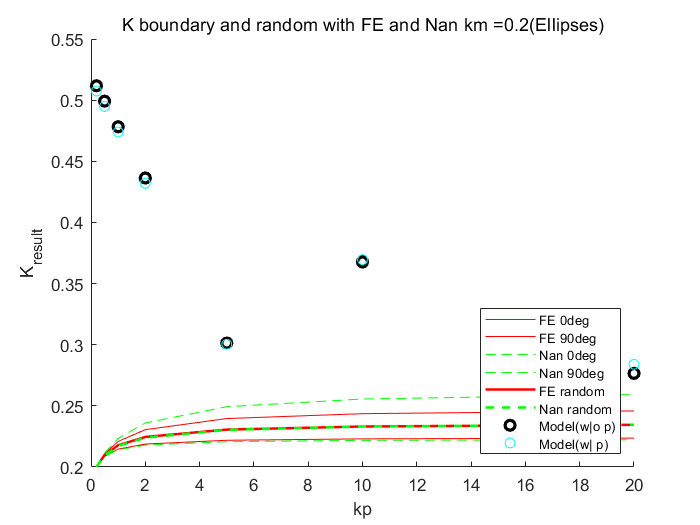 K boundary and random with FE and Nan km =0.2(Ellipses)
0.55
0.5
0.45
0.4
0.35
0.3
0.25
0.2
K_result
FE 0deg
FE 90deg
Nan 0deg
Nan 90deg
FE random
Nan random
Model(w|o p)
Model(w| p)
0 2 4 6 8 10 12 14 16 18 20
kp